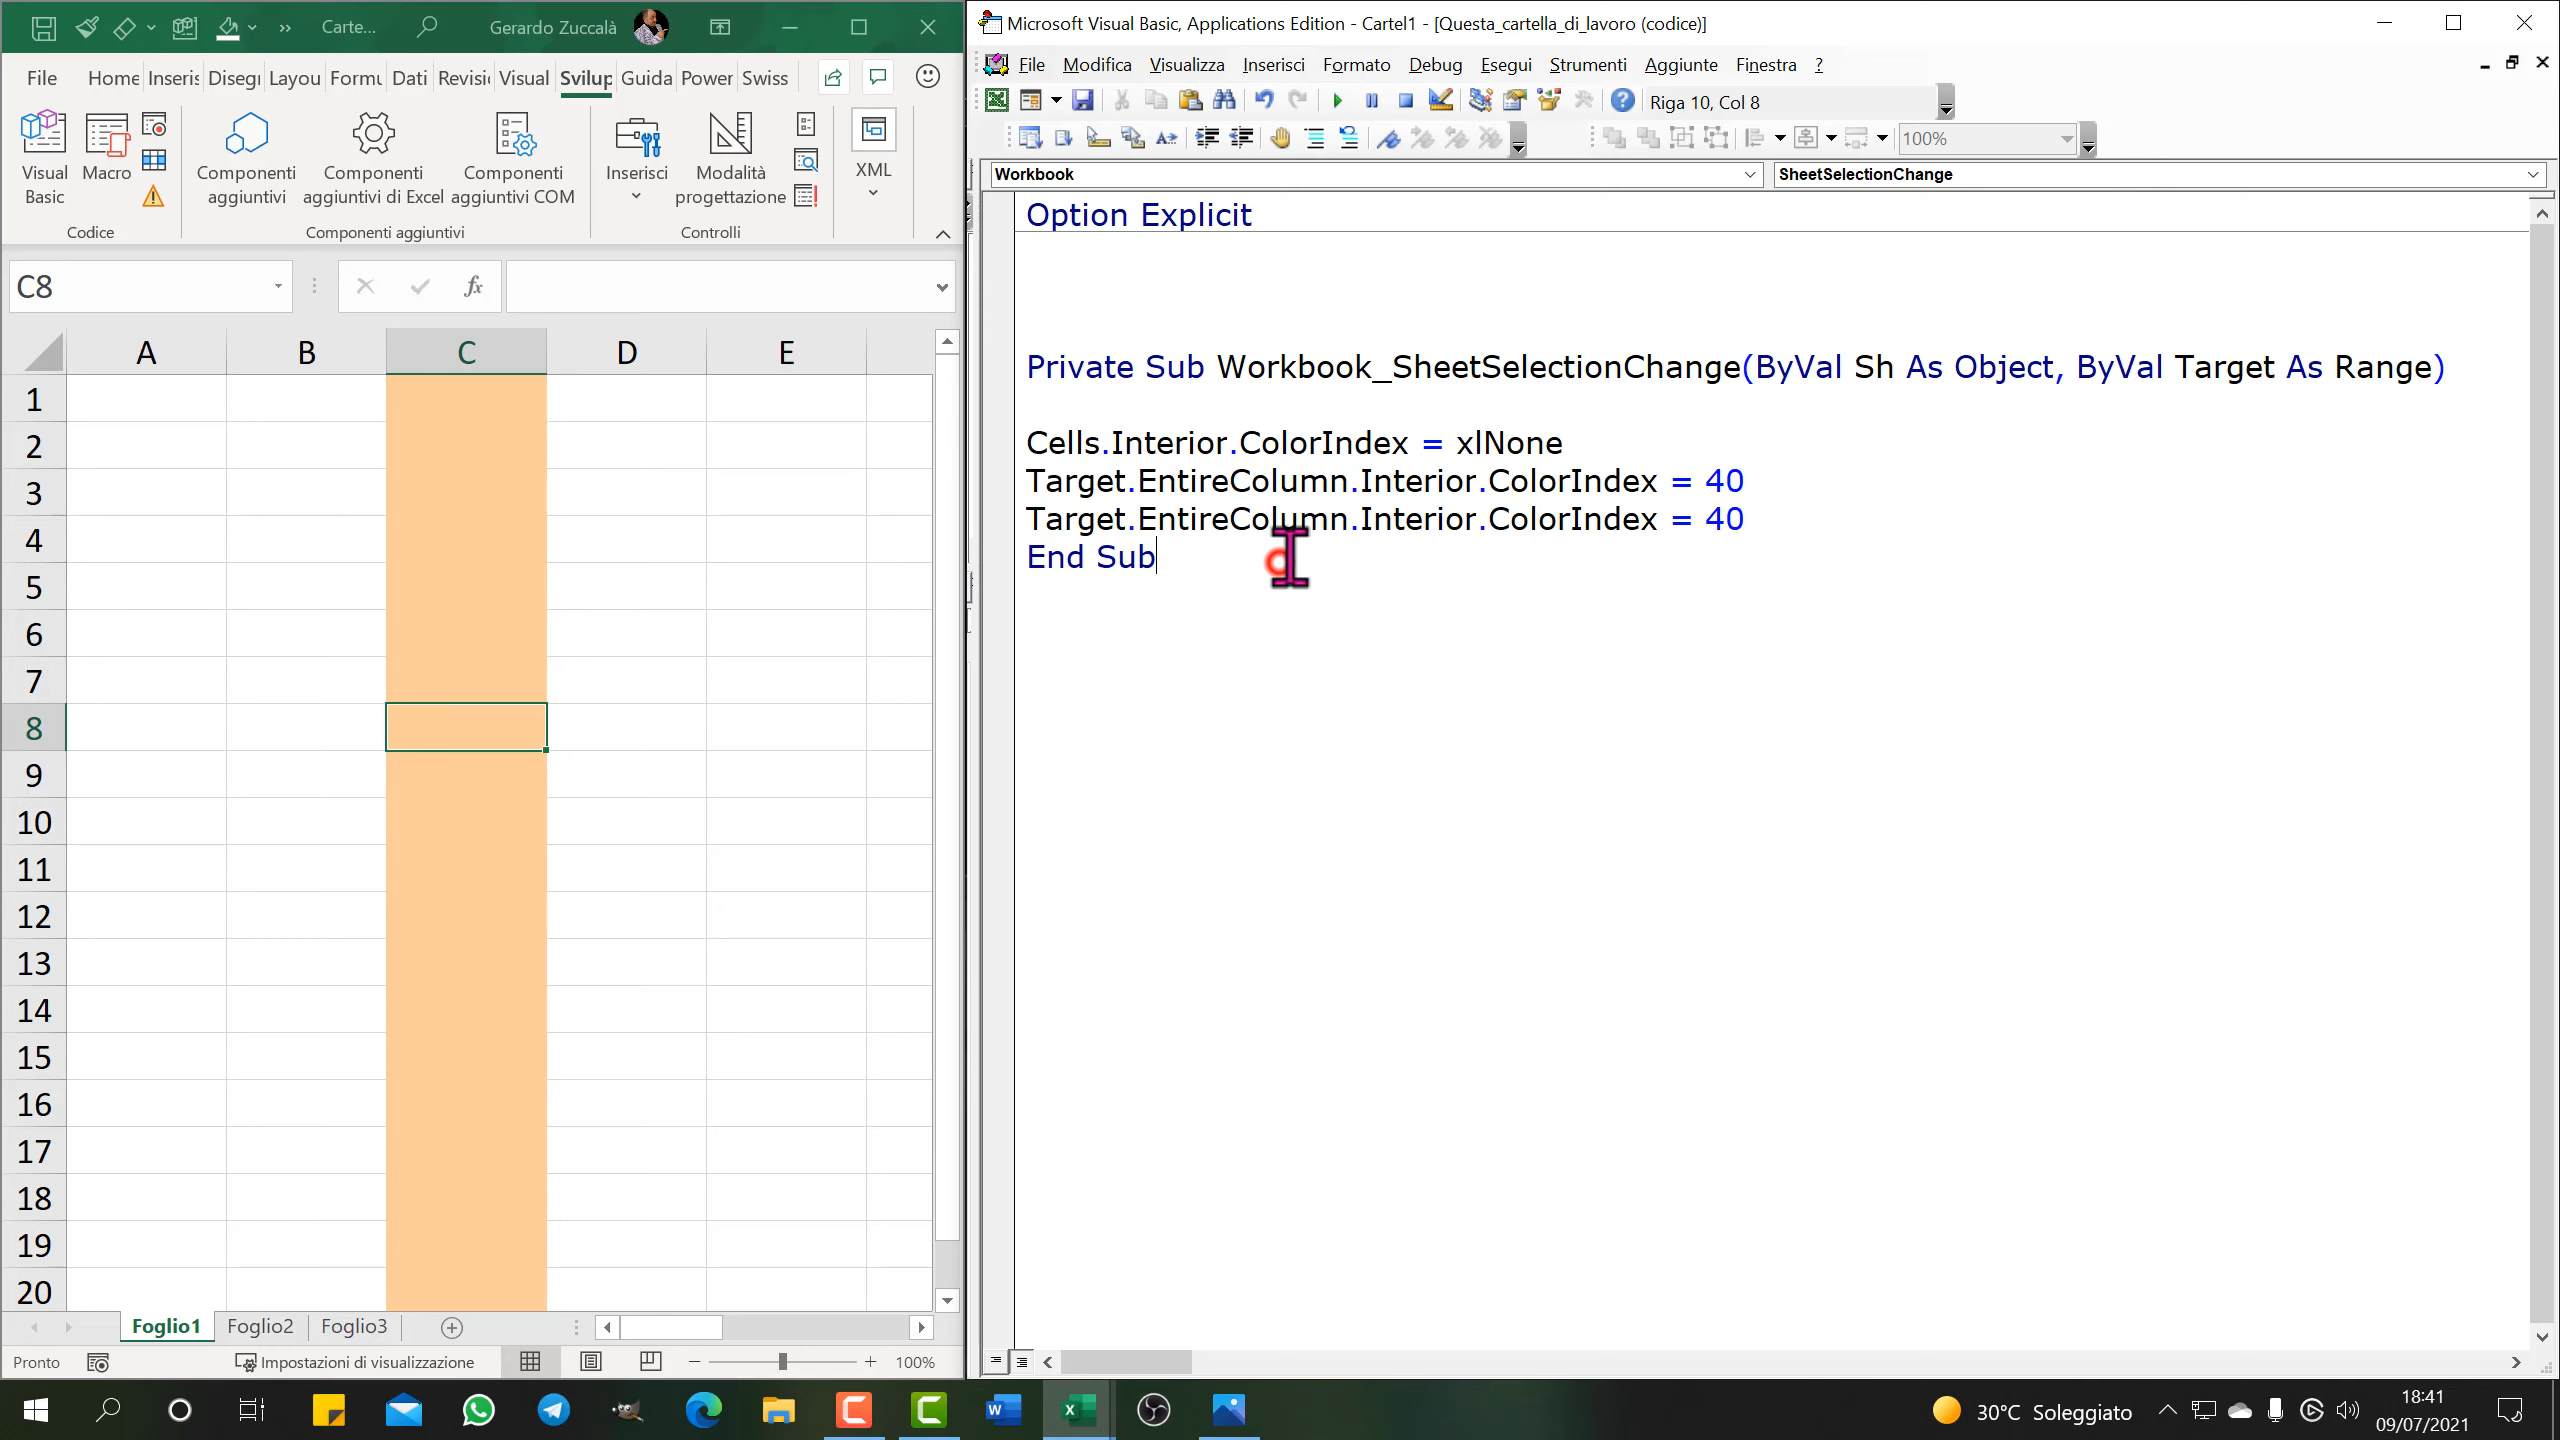 Carte...
Gerardo Zuccalà
File
Home
Inseris
Diseg
Layou
Formu
Dati
Revisi
Visual
Svilup
Guida
Power
Swiss
Visual
Basic
Macro
Componenti
aggiuntivi
Componenti
aggiuntivi di Excel
Componenti
aggiuntivi COM
Inserisci
Modalità
progettazione
XML
Codice
Componenti aggiuntivi
Controlli
C8
fx
A B C D E
1
2
3
4
5
6
7
8
9
10
11
12
13
14
15
16
17
18
19
20
Foglio1 Foglio2 Foglio3
Pronto
Impostazioni di visualizzazione
100%
Microsoft Visual Basic, Applications Edition - Cartel1 - [Questa_cartella_di_lavoro (codice)]
File Modifica Visualizza Inserisci Formato Debug Esegui Strumenti Aggiunte Finestra ?
Riga 10, Col 8
100%
Workbook
SheetSelectionChange
Option Explicit
Private Sub Workbook_SheetSelectionChange(ByVal Sh As Object, ByVal Target As Range)
Cells.Interior.ColorIndex = xlNone
Target.EntireColumn.Interior.ColorIndex = 40
Target.EntireColumn.Interior.ColorIndex = 40
End Sub
30°C Soleggiato
18:41
09/07/2021